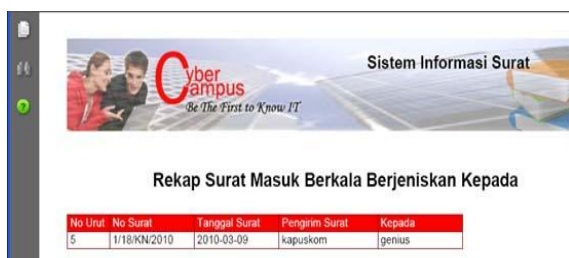 Sistem Informasi Surat
Cyber
Campus
Be The First to Know IT
Rekap Surat Masuk Berkala Berjeniskan Kepada
No Urut No Surat Tanggal Surat Pengirim Surat Kepada
5 1/18/KN/2010 2010-03-09 kapuskom genius